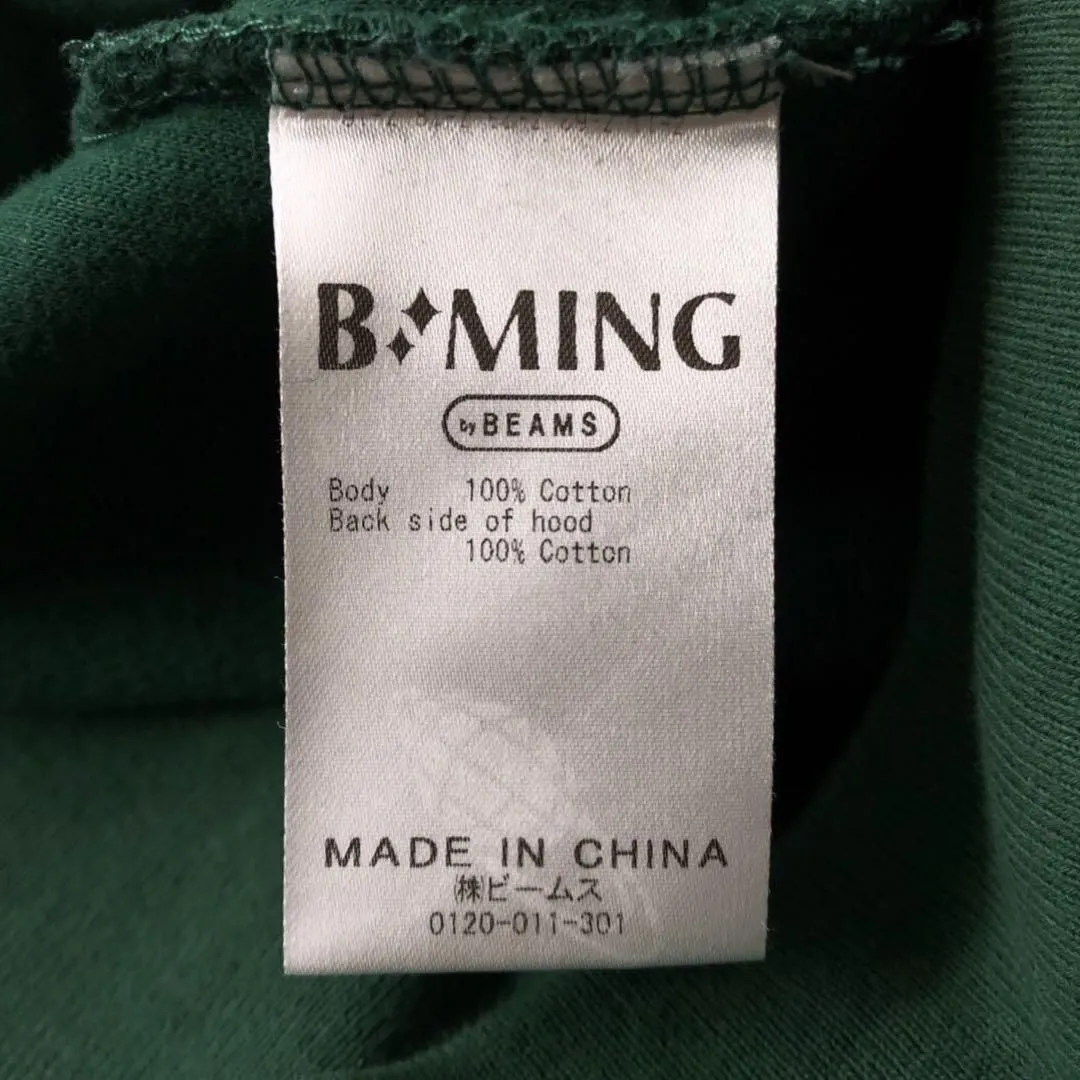 B MING
by BEAMS
Body 100% Cotton
Back side of hood
100% Cotton
MADE IN CHINA
㈱ビームス
0120-011-301